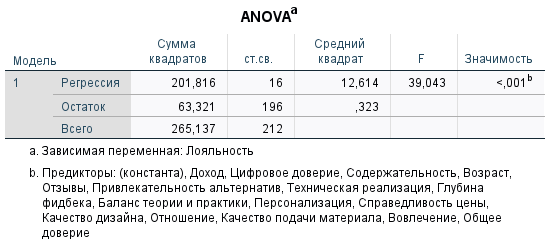 ANOVAa
Модель Сумма квадратов ст.св. Средний квадрат F Значимость
1 Регрессия 201,816 16 12,614 39,043 <,001b
Остаток 63,321 196 ,323
Всего 265,137 212
a. Зависимая переменная: Лояльность
b. Предикторы: (константа), Доход, Цифровое доверие, Содержательность, Возраст,
Отзывы, Привлекательность альтернатив, Техническая реализация, Глубина
фидбека, Баланс теории и практики, Персонализация, Справедливость цены,
Качество дизайна, Отношение, Качество подачи материала, Вовлечение, Общее
доверие